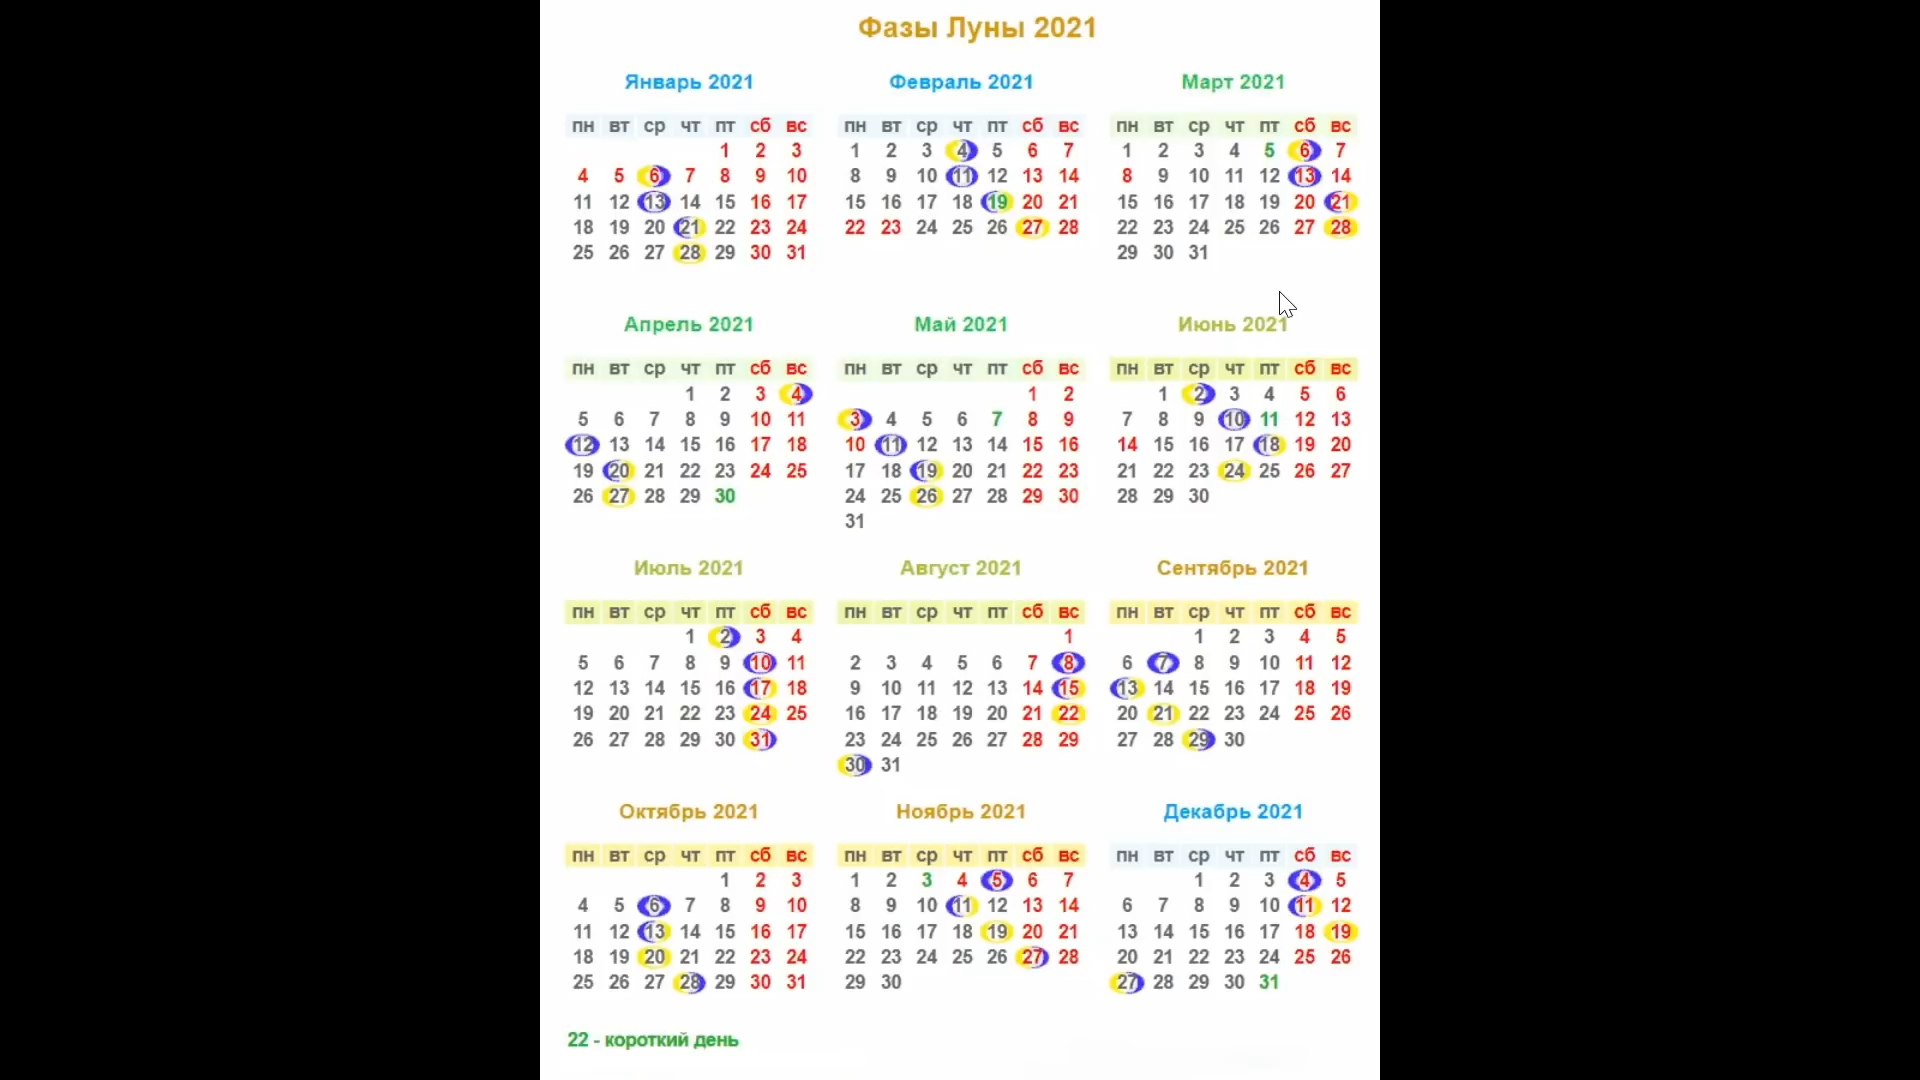 Фазы Луны 2021
Январь 2021
пн вт ср чт пт сб вс
1 2 3
4 5 6 7 8 9 10
11 12 13 14 15 16 17
18 19 20 21 22 23 24
25 26 27 28 29 30 31
Февраль 2021
пн вт ср чт пт сб вс
1 2 3 4 5 6 7
8 9 10 11 12 13 14
15 16 17 18 19 20 21
22 23 24 25 26 27 28
Март 2021
пн вт ср чт пт сб вс
1 2 3 4 5 6 7
8 9 10 11 12 13 14
15 16 17 18 19 20 21
22 23 24 25 26 27 28
29 30 31
Апрель 2021
пн вт ср чт пт сб вс
1 2 3 4
5 6 7 8 9 10 11
12 13 14 15 16 17 18
19 20 21 22 23 24 25
26 27 28 29 30
Май 2021
пн вт ср чт пт сб вс
1 2
3 4 5 6 7 8 9
10 11 12 13 14 15 16
17 18 19 20 21 22 23
24 25 26 27 28 29 30
31
Июнь 2021
пн вт ср чт пт сб вс
1 2 3 4 5 6
7 8 9 10 11 12 13
14 15 16 17 18 19 20
21 22 23 24 25 26 27
28 29 30
Июль 2021
пн вт ср чт пт сб вс
1 2 3 4
5 6 7 8 9 10 11
12 13 14 15 16 17 18
19 20 21 22 23 24 25
26 27 28 29 30 31
Август 2021
пн вт ср чт пт сб вс
1
2 3 4 5 6 7 8
9 10 11 12 13 14 15
16 17 18 19 20 21 22
23 24 25 26 27 28 29
30 31
Сентябрь 2021
пн вт ср чт пт сб вс
1 2 3 4 5
6 7 8 9 10 11 12
13 14 15 16 17 18 19
20 21 22 23 24 25 26
27 28 29 30
Октябрь 2021
пн вт ср чт пт сб вс
1 2 3
4 5 6 7 8 9 10
11 12 13 14 15 16 17
18 19 20 21 22 23 24
25 26 27 28 29 30 31
Ноябрь 2021
пн вт ср чт пт сб вс
1 2 3 4 5 6 7
8 9 10 11 12 13 14
15 16 17 18 19 20 21
22 23 24 25 26 27 28
29 30
Декабрь 2021
пн вт ср чт пт сб вс
1 2 3 4 5
6 7 8 9 10 11 12
13 14 15 16 17 18 19
20 21 22 23 24 25 26
27 28 29 30 31
22 - короткий день